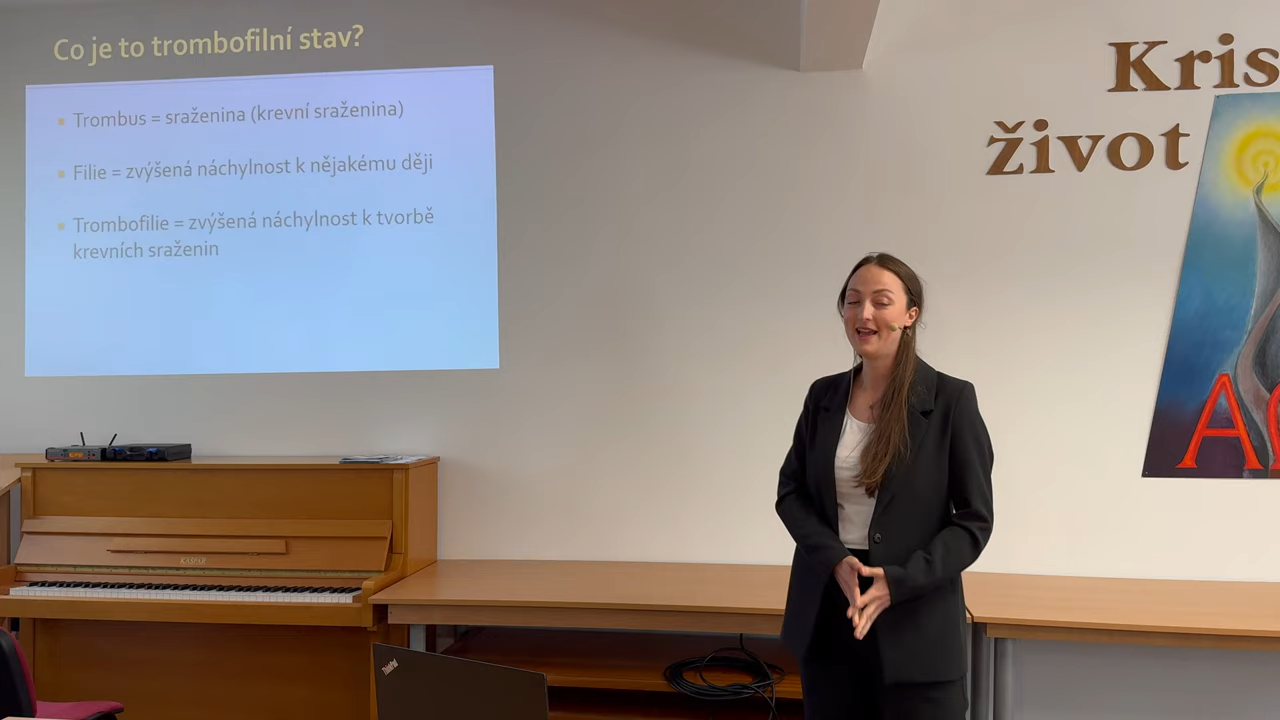 Co je to trombofilní stav?
Trombus = sraženina (krevní sraženina)
Filie = zvýšená náchylnost k nějakému ději
Trombofilie = zvýšená náchylnost k tvorbě
krevních sraženin
Kris
život
A
KASPAR
ThinkPad